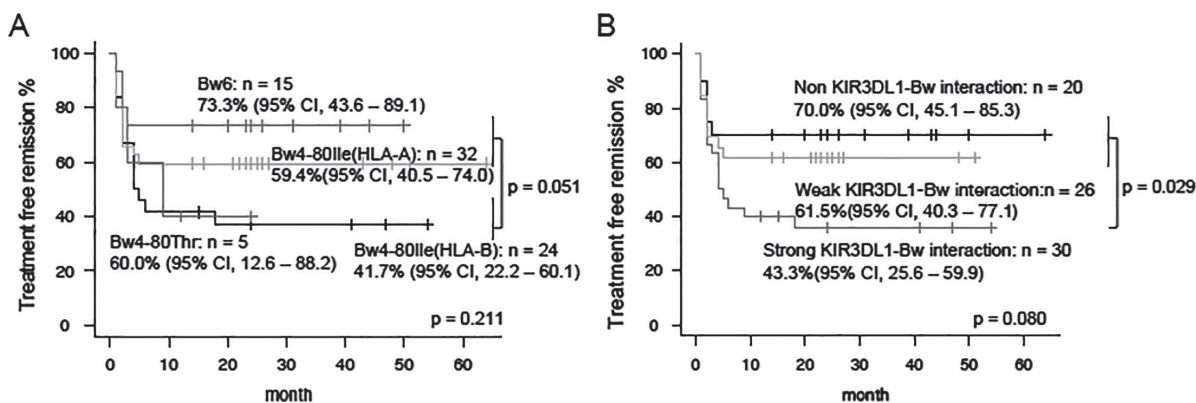 A
Treatment free remission %
100
80
60
40
20
0
Bw6: n = 15
73.3% (95% CI, 43.6 – 89.1)
Bw4-80Ile(HLA-A): n = 32
59.4%(95% CI, 40.5 – 74.0)
p = 0.051
Bw4-80Thr: n = 5
60.0% (95% CI, 12.6 – 88.2)
Bw4-80Ile(HLA-B): n = 24
41.7% (95% CI, 22.2 – 60.1)
p = 0.211
0 10 20 30 40 50 60
month
B
Treatment free remission %
100
80
60
40
20
0
Non KIR3DL1-Bw interaction: n = 20
70.0% (95% CI, 45.1 – 85.3)
Weak KIR3DL1-Bw interaction:n = 26
61.5%(95% CI, 40.3 – 77.1)
p = 0.029
Strong KIR3DL1-Bw interaction: n = 30
43.3%(95% CI, 25.6 – 59.9)
p = 0.080
0 10 20 30 40 50 60
month